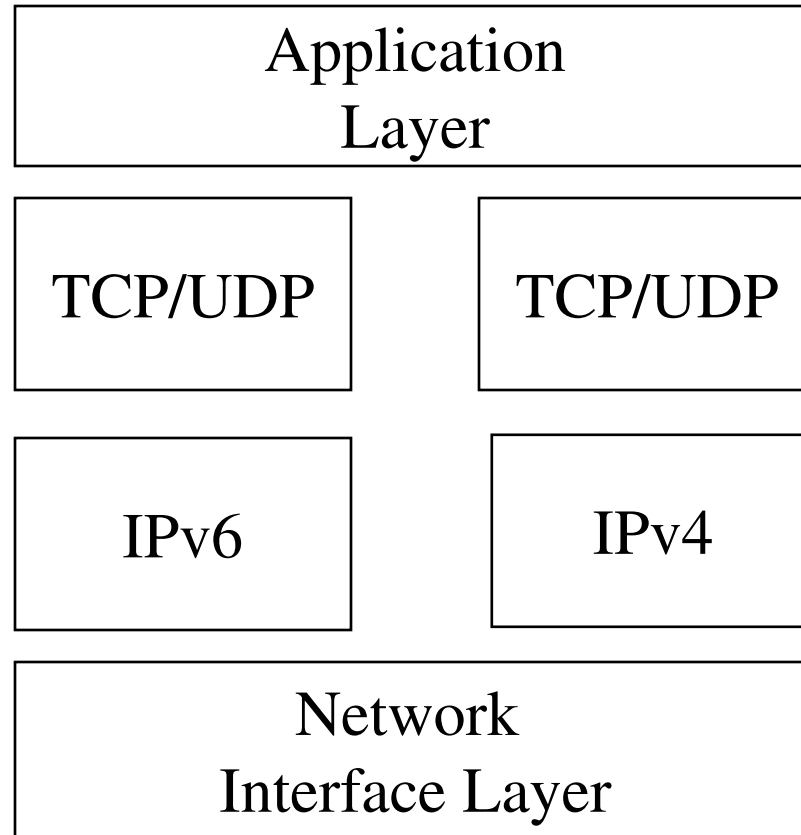 Application
Layer
TCP/UDP
TCP/UDP
IPv6
IPv4
Network
Interface Layer